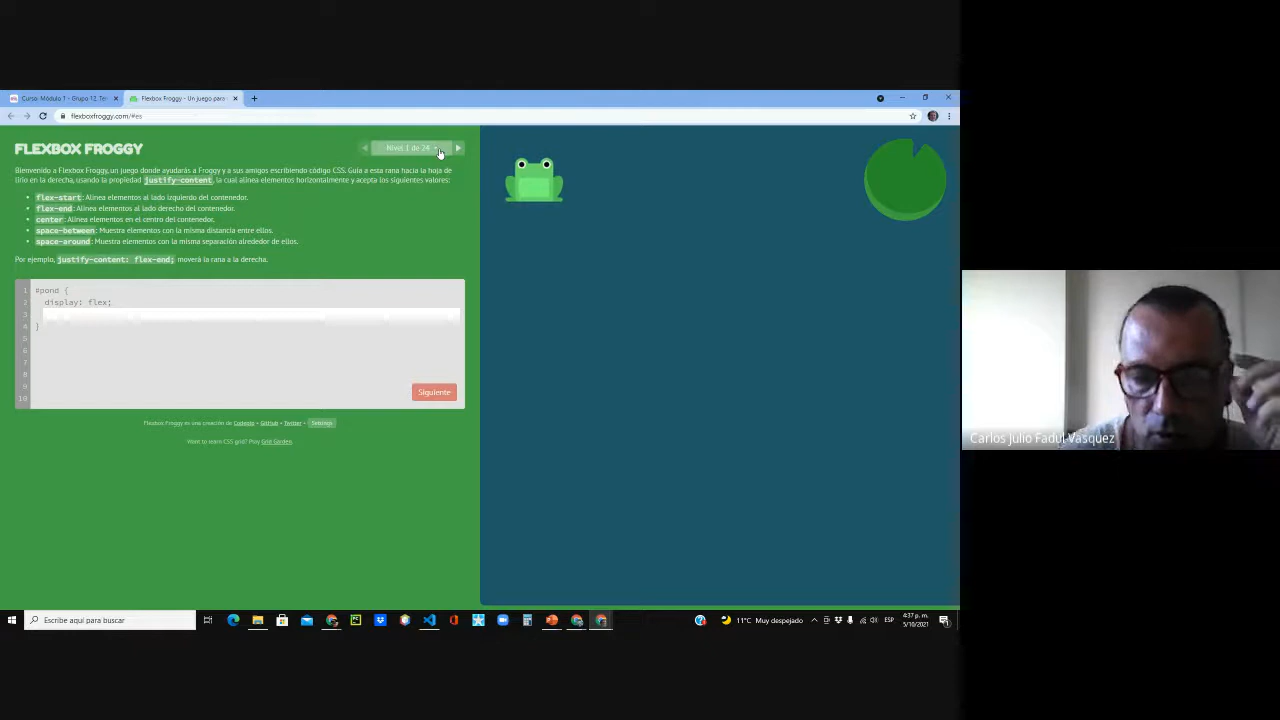 Curso: Módulo 1 - Grupo 12. Te
Flexbox Froggy - Un juego para
flexboxfroggy.com/#es
FLEXBOX FROGGY
Nivel 1 de 24
Bienvenido a Flexbox Froggy, un juego donde ayudarás a Froggy y a sus amigos escribiendo código CSS. Guía a esta rana hacia la hoja de
lirio en la derecha, usando la propiedad justify-content, la cual alinea elementos horizontalmente y acepta los siguientes valores:
flex-start: Alinea elementos al lado izquierdo del contenedor.
flex-end: Alinea elementos al lado derecho del contenedor.
center: Alinea elementos en el centro del contenedor.
space-between: Muestra elementos con la misma distancia entre ellos.
space-around: Muestra elementos con la misma separación alrededor de ellos.
Por ejemplo, justify-content: flex-end; moverá la rana a la derecha.
1 #pond {
2 display: flex;
3
4 }
5
6
7
8
9
10
Siguiente
Flexbox Froggy es una creación de Codepip • GitHub • Twitter • Settings
Want to learn CSS grid? Play Grid Garden.
Carlos Julio Fadul Vasquez
Escribe aquí para buscar
11°C Muy despejado
ESP
4:37 p. m.
5/10/2021